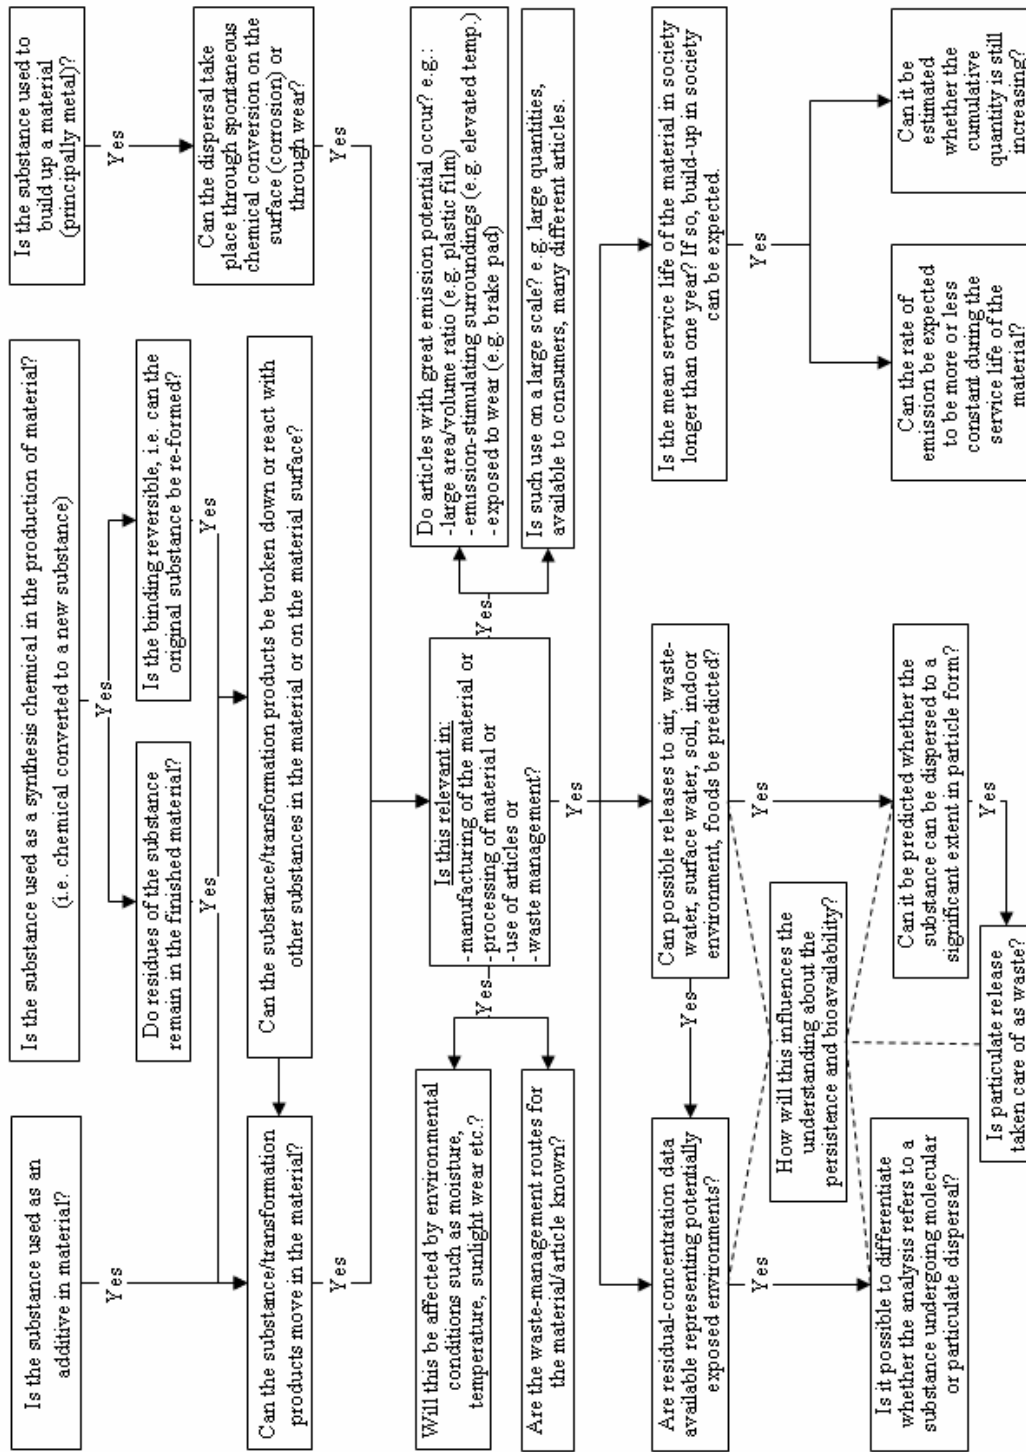 Is the substance used as an
additive in material?
Yes
Is the substance used as a synthesis chemical in the production of material?
(i.e. chemical converted to a new substance)
Yes
Is the substance used to
build up a material
(principally metal)?
Yes
Do residues of the substance
remain in the finished material?
Yes
Is the binding reversible, i.e. can the
original substance be re-formed?
Yes
Can the dispersal take
place through spontaneous
chemical conversion on the
surface (corrosion) or
through wear?
Yes
Can the substance/transformation
products move in the material?
Yes
Can the substance/transformation products be broken down or react with
other substances in the material or on the material surface?
Will this be affected by environmental
conditions such as moisture,
temperature, sunlight wear etc.?
Are the waste-management routes for
the material/article known?
Yes
Is this relevant in:
-manufacturing of the material or
-processing of material or
-use of articles or
-waste management?
Yes
Yes
Do articles with great emission potential occur? e.g.:
-large area/volume ratio (e.g. plastic film)
-emission-stimulating surroundings (e.g. elevated temp.)
-exposed to wear (e.g. brake pad)
Is such use on a large scale? e.g. large quantities,
available to consumers, many different articles.
Are residual-concentration data
available representing potentially
exposed environments?
Yes
Yes
Can possible releases to air, waste-
water, surface water, soil, indoor
environment, foods be predicted?
Yes
Is the mean service life of the material in society
longer than one year? If so, build-up in society
can be expected.
Yes
How will this influences the
understanding about the
persistence and bioavailability?
Is it possible to differentiate
whether the analysis refers to a
substance undergoing molecular
or particulate dispersal?
Can it be predicted whether the
substance can be dispersed to a
significant extent in particle form?
Yes
Is particulate release
taken care of as waste?
Can the rate of
emission be expected
to be more or less
constant during the
service life of the
material?
Can it be
estimated
whether the
cumulative
quantity is still
increasing?